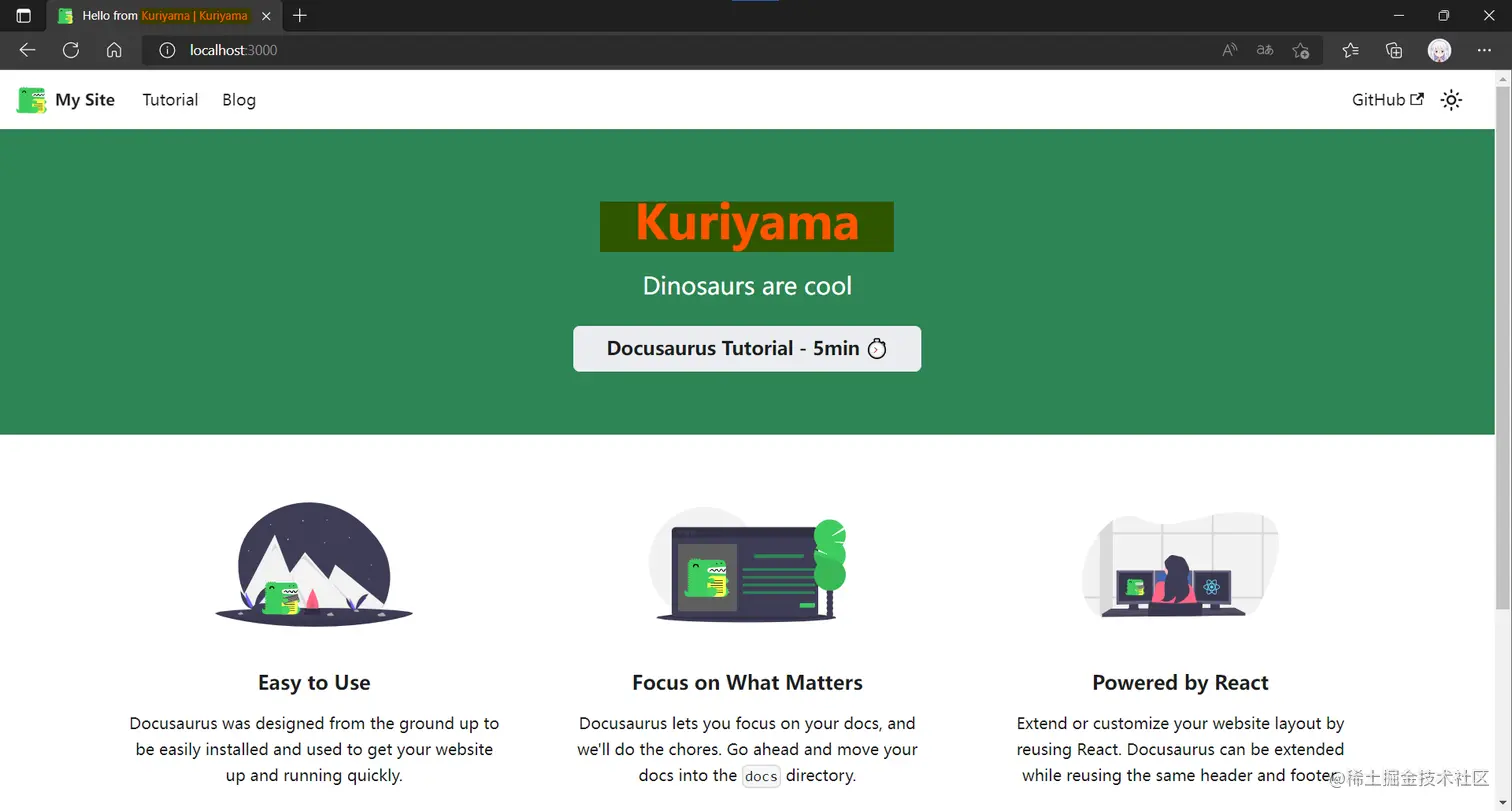 Hello from Kuriyama | Kuriyama
localhost:3000
My Site
Tutorial
Blog
GitHub
Kuriyama
Dinosaurs are cool
Docusaurus Tutorial - 5min ⏱️
Easy to Use
Docusaurus was designed from the ground up to
be easily installed and used to get your website
up and running quickly.
Focus on What Matters
Docusaurus lets you focus on your docs, and
we'll do the chores. Go ahead and move your
docs into the docs directory.
Powered by React
Extend or customize your website layout by
reusing React. Docusaurus can be extended
while reusing the same header and footer.
@稀土掘金技术社区